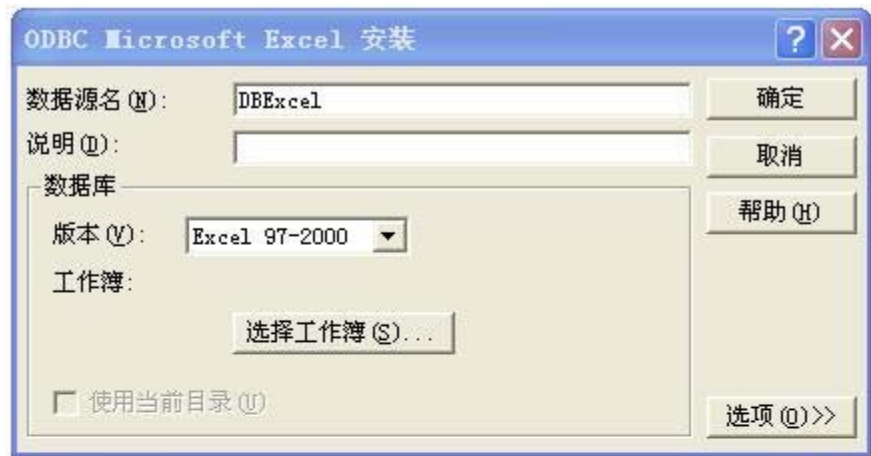 ODBC Microsoft Excel 安装
数据源名(N):
DBExcel
确定
说明(D):
取消
数据库
帮助(H)
版本(V):
Excel 97-2000
工作簿:
选择工作簿(S)...
使用当前目录(U)
选项(O)>>